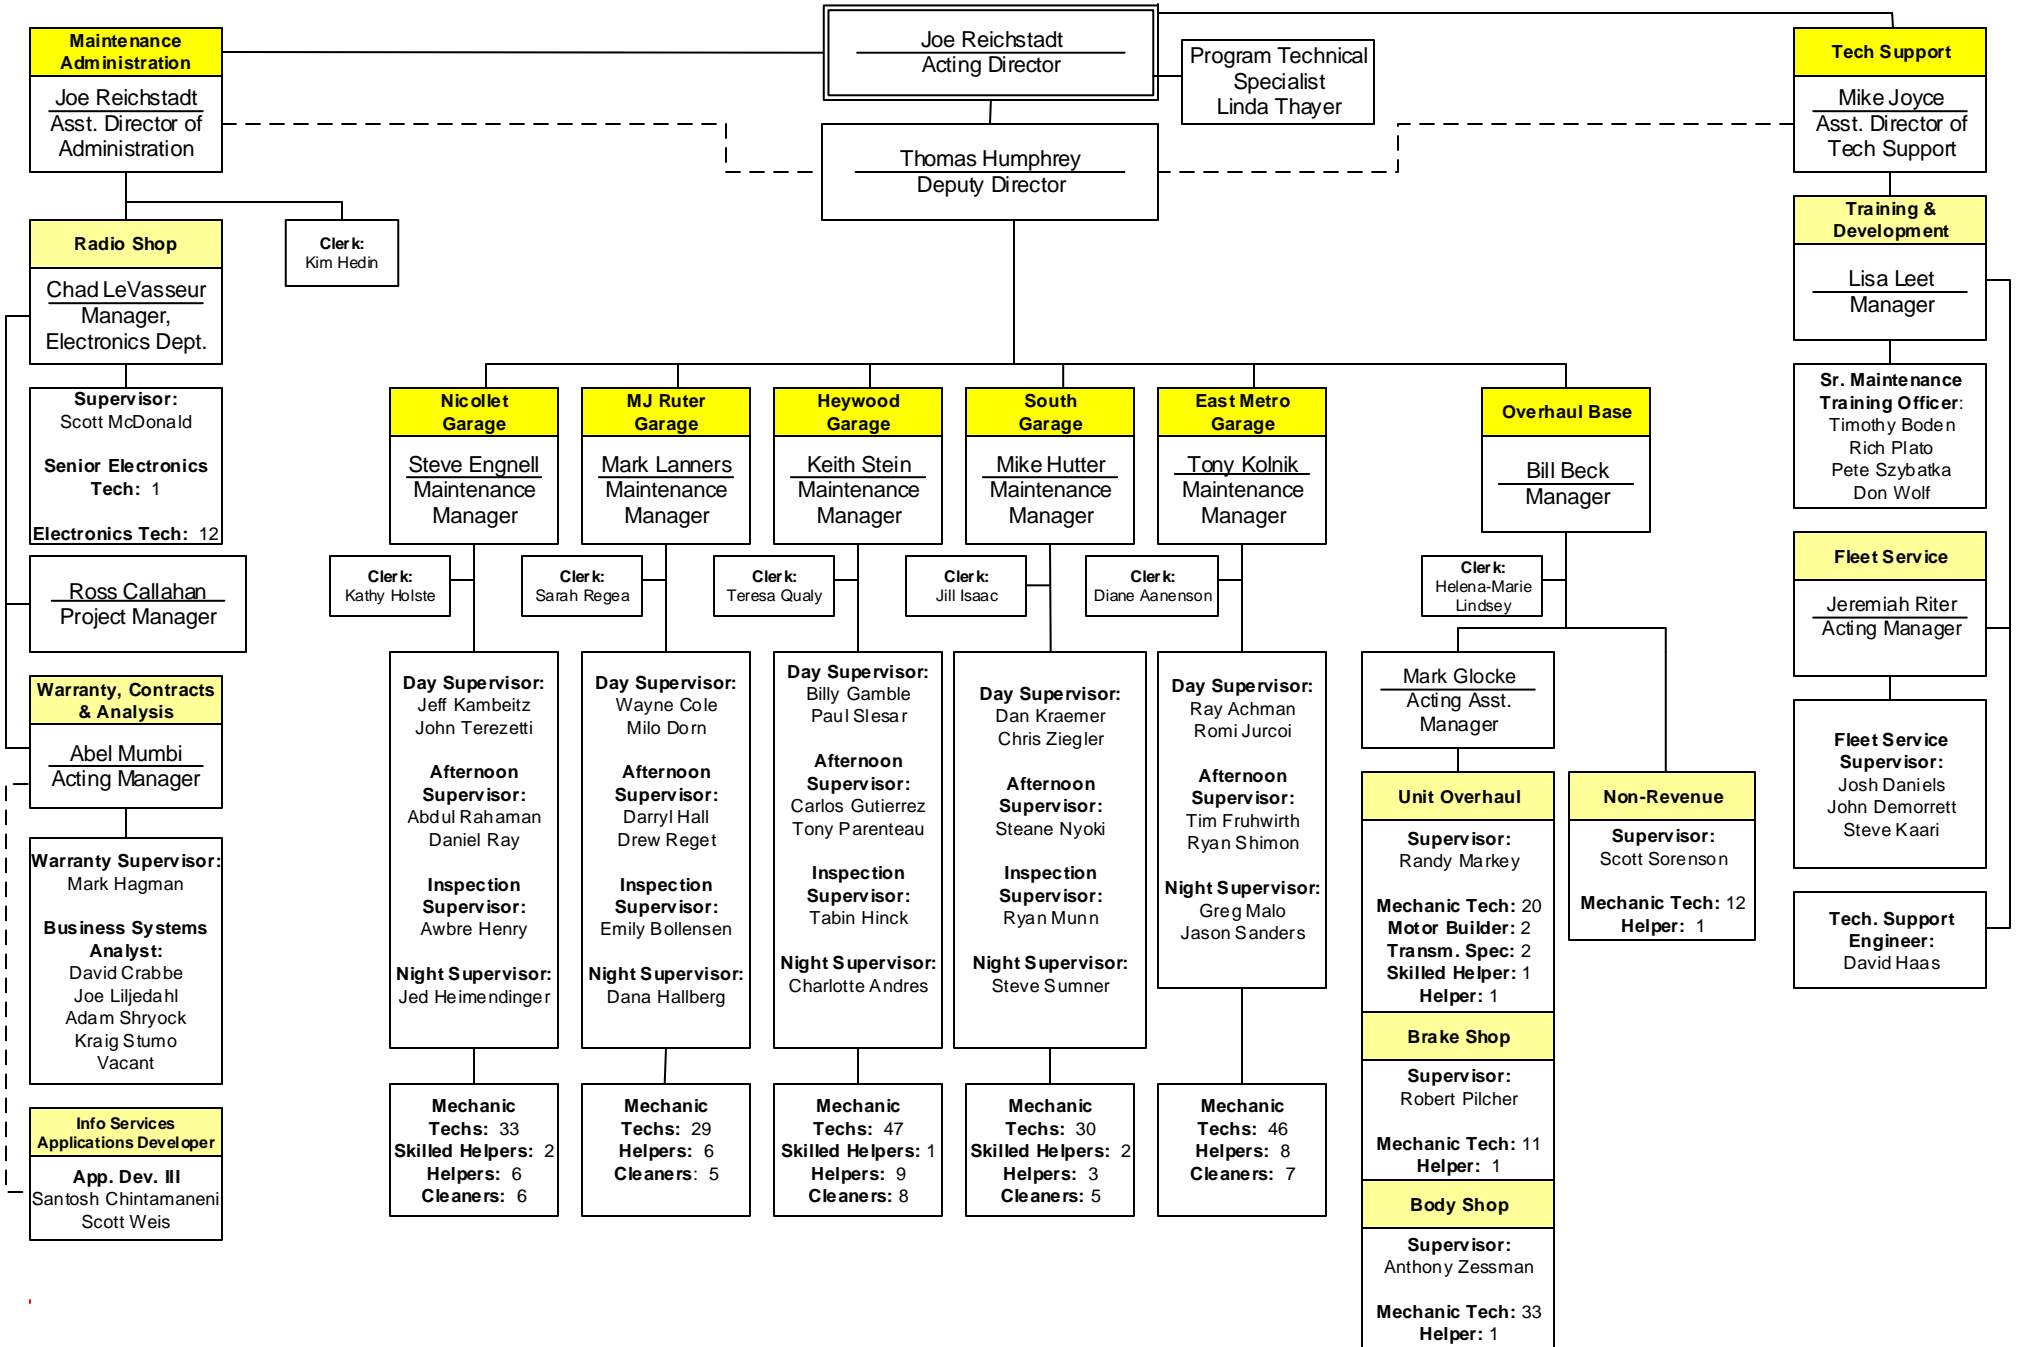 Joe Reichstadt
Acting Director
Program Technical
Specialist
Linda Thayer
Thomas Humphrey
Deputy Director
Maintenance
Administration
Joe Reichstadt
Asst. Director of
Administration
Clerk:
Kim Hedin
Radio Shop
Chad LeVasseur
Manager,
Electronics Dept.
Supervisor:
Scott McDonald
Senior Electronics
Tech: 1
Electronics Tech: 12
Ross Callahan
Project Manager
Warranty, Contracts
& Analysis
Abel Mumbi
Acting Manager
Warranty Supervisor:
Mark Hagman
Business Systems
Analyst:
David Crabbe
Joe Liljedahl
Adam Shryock
Kraig Stumo
Vacant
Info Services
Applications Developer
App. Dev. III
Santosh Chintamaneni
Scott Weis
Nicollet
Garage
Steve Engnell
Maintenance
Manager
Clerk:
Kathy Holste
Day Supervisor:
Jeff Kambeitz
John Terezetti
Afternoon
Supervisor:
Abdul Rahaman
Daniel Ray
Inspection
Supervisor:
Awbre Henry
Night Supervisor:
Jed Heimendinger
Mechanic
Techs: 33
Skilled Helpers: 2
Helpers: 6
Cleaners: 6
MJ Ruter
Garage
Mark Lanners
Maintenance
Manager
Clerk:
Sarah Regea
Day Supervisor:
Wayne Cole
Milo Dorn
Afternoon
Supervisor:
Darryl Hall
Drew Reget
Inspection
Supervisor:
Emily Bollensen
Night Supervisor:
Dana Hallberg
Mechanic
Techs: 29
Helpers: 6
Cleaners: 5
Heywood
Garage
Keith Stein
Maintenance
Manager
Clerk:
Teresa Qualy
Day Supervisor:
Billy Gamble
Paul Slesar
Afternoon
Supervisor:
Carlos Gutierrez
Tony Parenteau
Inspection
Supervisor:
Tabin Hinck
Night Supervisor:
Charlotte Andres
Mechanic
Techs: 47
Skilled Helpers: 1
Helpers: 9
Cleaners: 8
South
Garage
Mike Hutter
Maintenance
Manager
Clerk:
Jill Isaac
Day Supervisor:
Dan Kraemer
Chris Ziegler
Afternoon
Supervisor:
Steane Nyoki
Inspection
Supervisor:
Ryan Munn
Night Supervisor:
Steve Sumner
Mechanic
Techs: 30
Skilled Helpers: 2
Helpers: 3
Cleaners: 5
East Metro
Garage
Tony Kolnik
Maintenance
Manager
Clerk:
Diane Aanenson
Day Supervisor:
Ray Achman
Romi Jurcoi
Afternoon
Supervisor:
Tim Fruhwirth
Ryan Shimon
Night Supervisor:
Greg Malo
Jason Sanders
Mechanic
Techs: 46
Helpers: 8
Cleaners: 7
Overhaul Base
Bill Beck
Manager
Clerk:
Helena-Marie
Lindsey
Mark Glocke
Acting Asst.
Manager
Unit Overhaul
Supervisor:
Randy Markey
Mechanic Tech: 20
Motor Builder: 2
Transm. Spec: 2
Skilled Helper: 1
Helper: 1
Brake Shop
Supervisor:
Robert Pilcher
Mechanic Tech: 11
Helper: 1
Body Shop
Supervisor:
Anthony Zessman
Mechanic Tech: 33
Helper: 1
Non-Revenue
Supervisor:
Scott Sorenson
Mechanic Tech: 12
Helper: 1
Tech Support
Mike Joyce
Asst. Director of
Tech Support
Training &
Development
Lisa Leet
Manager
Sr. Maintenance
Training Officer:
Timothy Boden
Rich Plato
Pete Szybatka
Don Wolf
Fleet Service
Jeremiah Riter
Acting Manager
Fleet Service
Supervisor:
Josh Daniels
John Demorrett
Steve Kaari
Tech. Support
Engineer:
David Haas